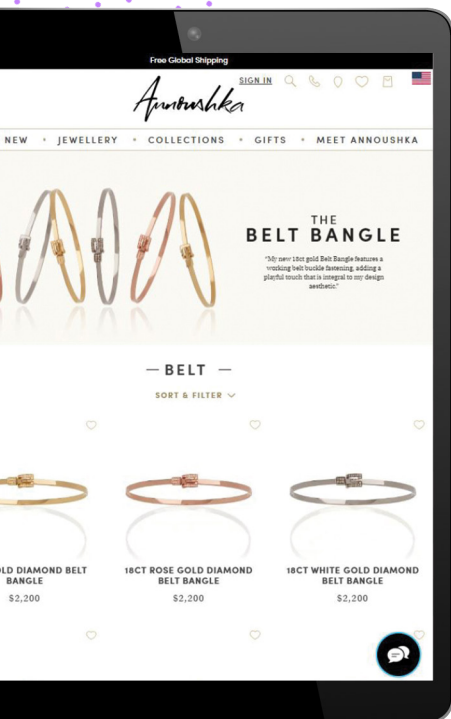 Free Global Shipping
SIGN IN
Annoushka
NEW • JEWELLERY • COLLECTIONS • GIFTS • MEET ANNOUSHKA
THE
BELT BANGLE
"My new 18ct gold Belt Bangle features a
working belt buckle fastening, adding a
playful touch that is integral to my design
aesthetic."
— BELT —
SORT & FILTER
LD DIAMOND BELT
BANGLE
$2,200
18CT ROSE GOLD DIAMOND
BELT BANGLE
$2,200
18CT WHITE GOLD DIAMOND
BELT BANGLE
$2,200